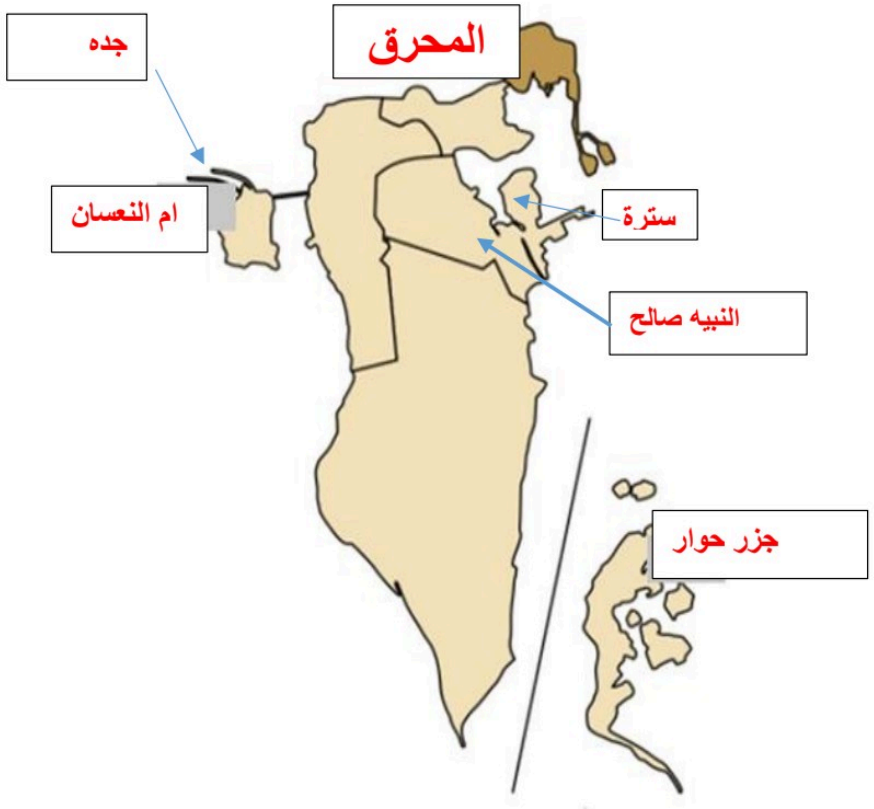 المحرق
جده
ام النعسان
سترة
النبيه صالح
جزر حوار